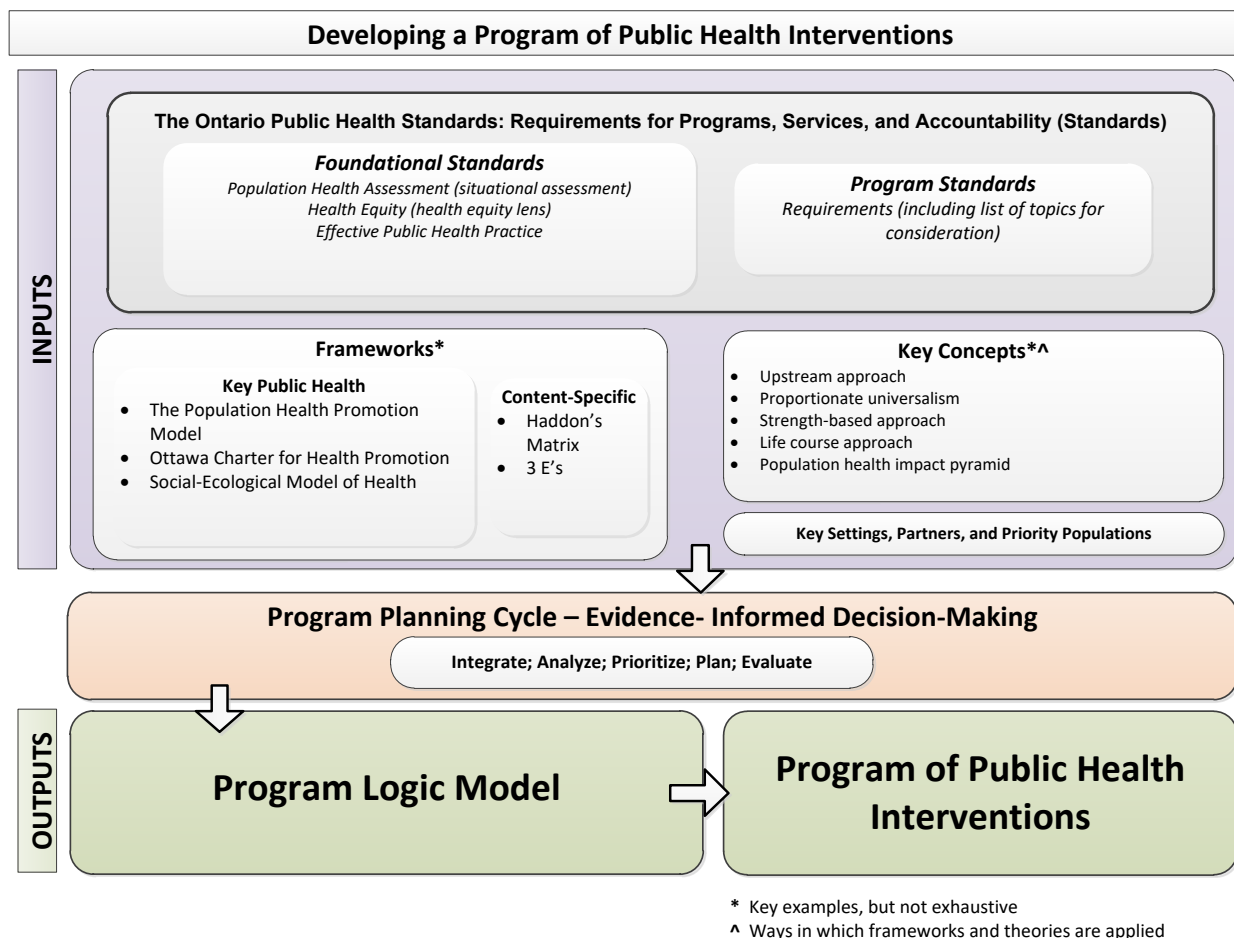 Developing a Program of Public Health Interventions
INPUTS
The Ontario Public Health Standards: Requirements for Programs, Services, and Accountability (Standards)
Foundational Standards
Population Health Assessment (situational assessment)
Health Equity (health equity lens)
Effective Public Health Practice
Program Standards
Requirements (including list of topics for
consideration)
Frameworks*
Key Public Health
• The Population Health Promotion
Model
• Ottawa Charter for Health Promotion
• Social-Ecological Model of Health
Content-Specific
• Haddon's
Matrix
• 3 E's
Key Concepts*^
• Upstream approach
• Proportionate universalism
• Strength-based approach
• Life course approach
• Population health impact pyramid
Key Settings, Partners, and Priority Populations
Program Planning Cycle – Evidence- Informed Decision-Making
Integrate; Analyze; Prioritize; Plan; Evaluate
OUTPUTS
Program Logic Model
Program of Public Health
Interventions
* Key examples, but not exhaustive
^ Ways in which frameworks and theories are applied